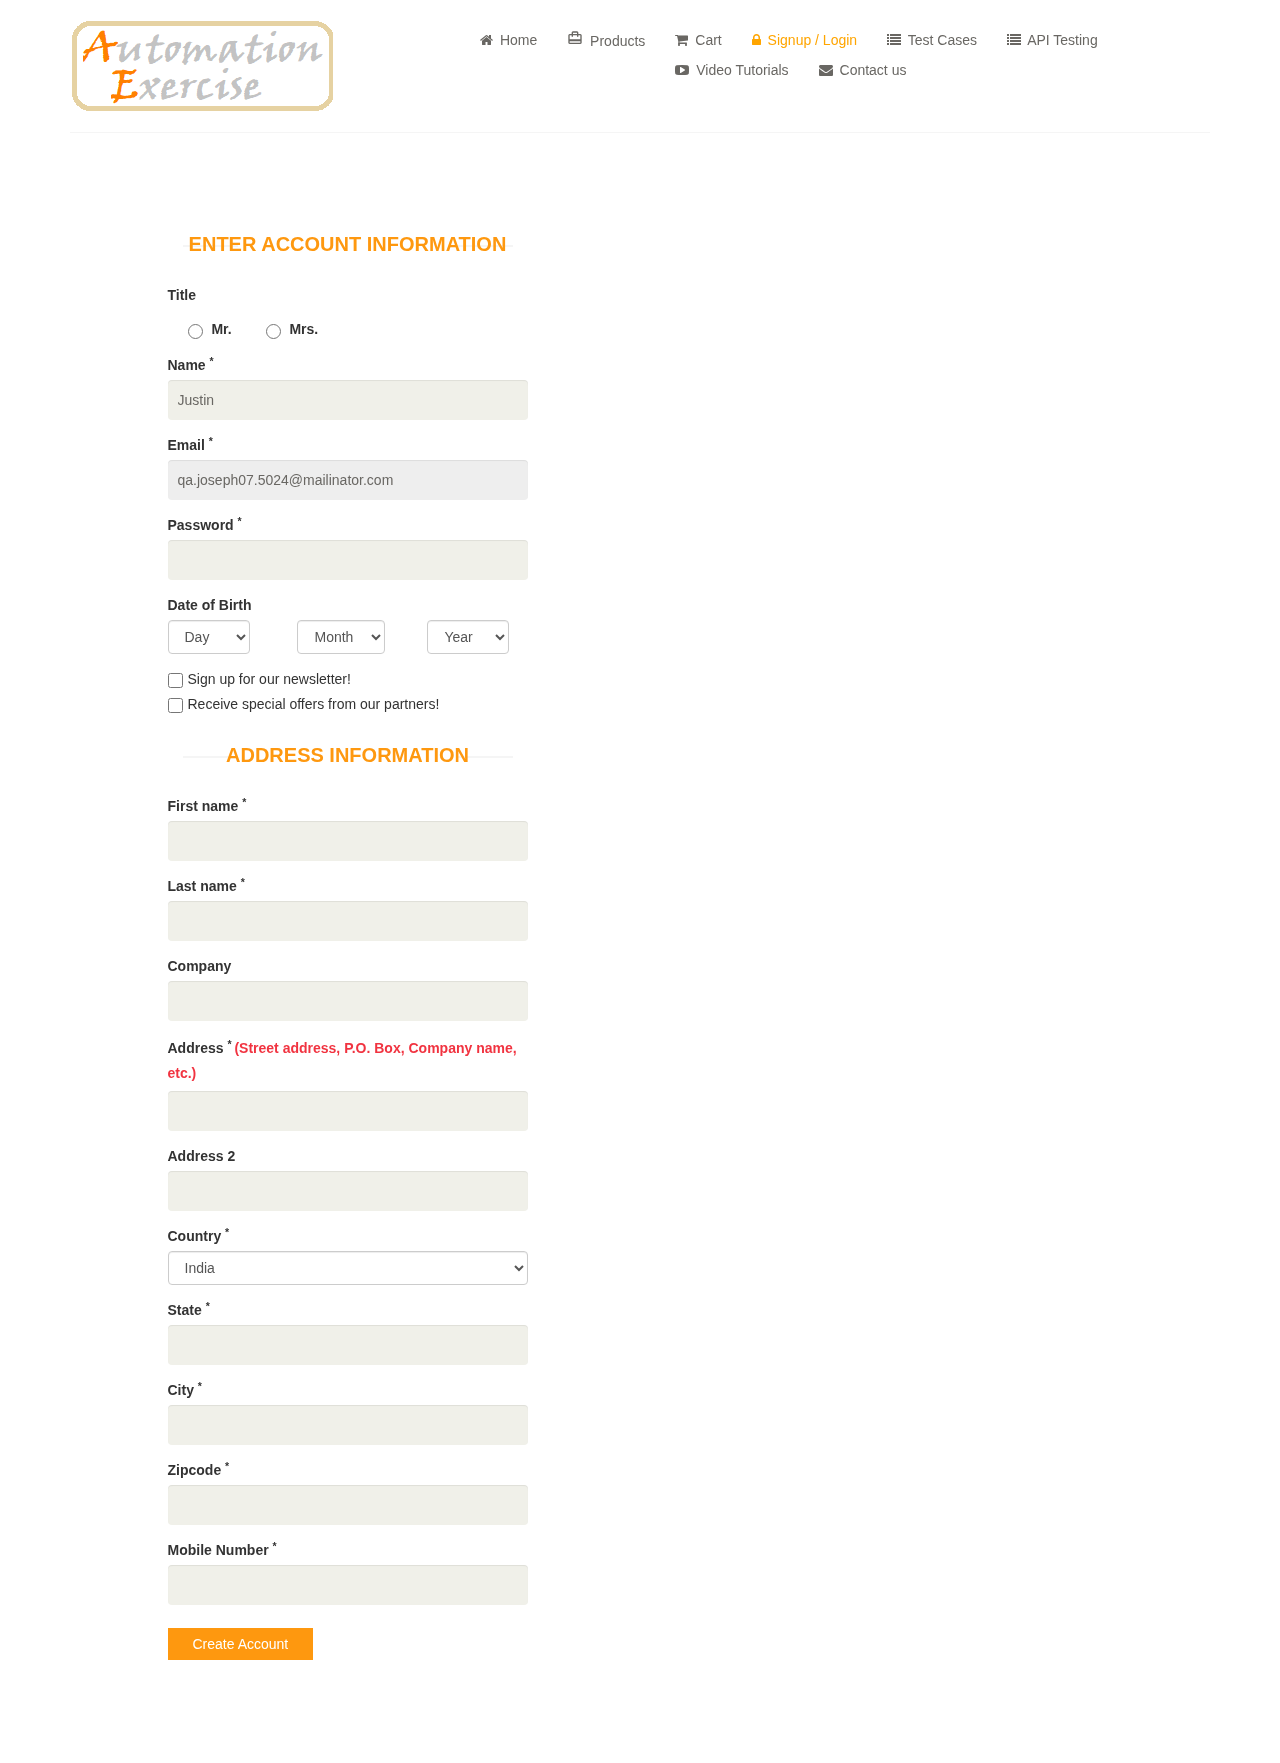 Automation
Exercise
Home
Products
Cart
Signup / Login
Test Cases
API Testing
Video Tutorials
Contact us
ENTER ACCOUNT INFORMATION
Title
Mr.
Mrs.
Name *
Justin
Email *
qa.joseph07.5024@mailinator.com
Password *
Date of Birth
Day
Month
Year
Sign up for our newsletter!
Receive special offers from our partners!
ADDRESS INFORMATION
First name *
Last name *
Company
Address * (Street address, P.O. Box, Company name,
etc.)
Address 2
Country *
India
State *
City *
Zipcode *
Mobile Number *
Create Account